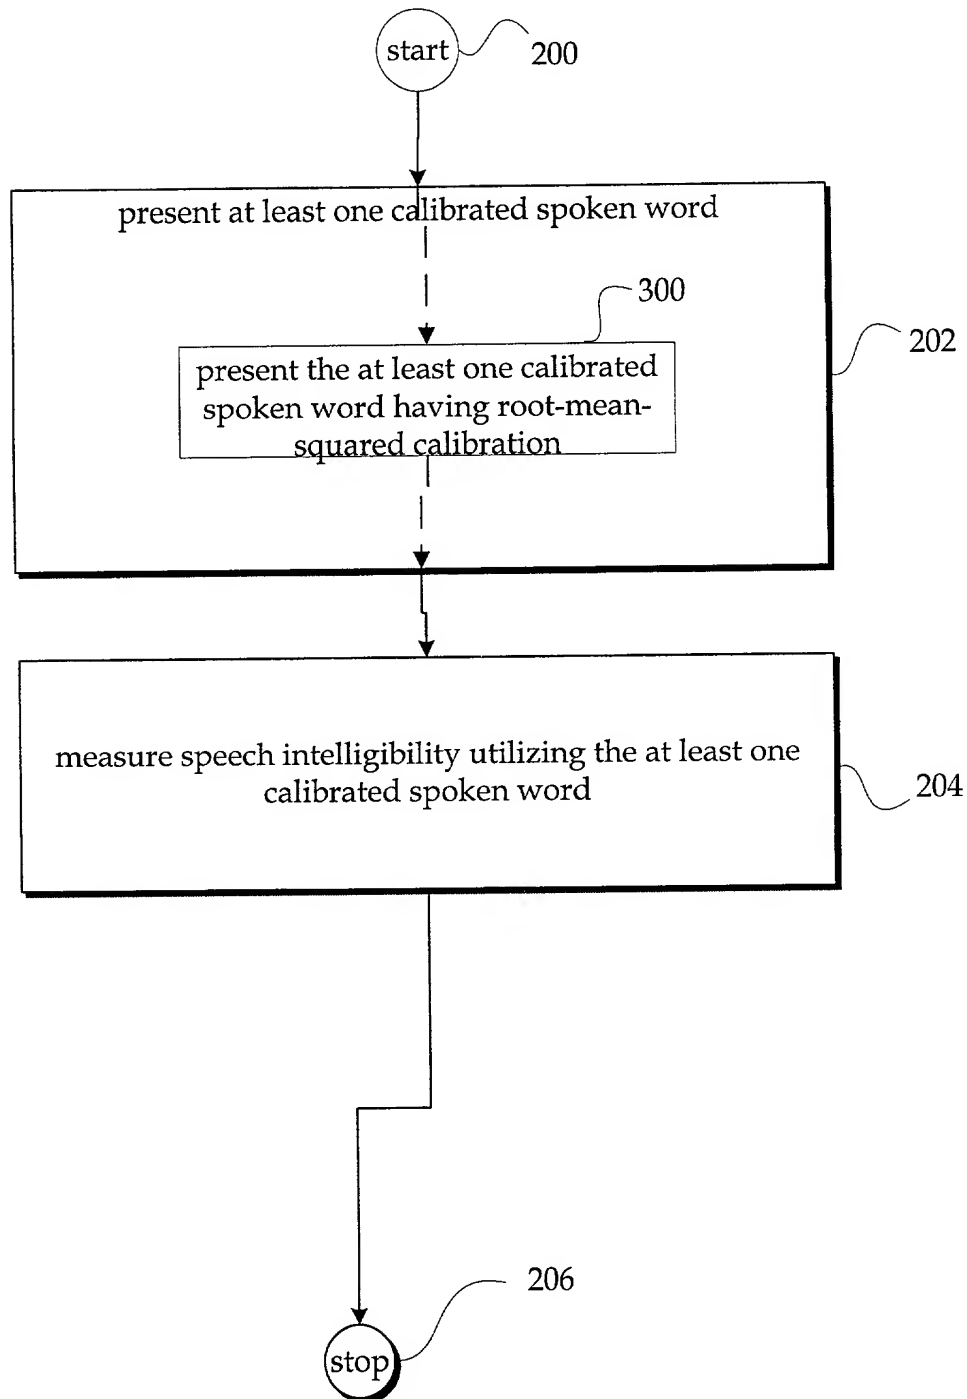 start
200
present at least one calibrated spoken word
300
present the at least one calibrated
spoken word having root-mean-
squared calibration
202
measure speech intelligibility utilizing the at least one
calibrated spoken word
204
206
stop